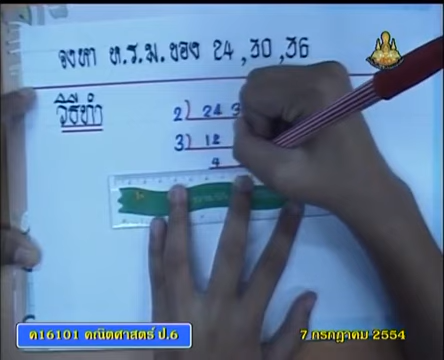 จงหา ห.ร.ม. ของ 24 , 30 , 36
วิธีทำ
2) 24 3
3) 12
4
ค16101 คณิตศาสตร์ ป.6
7 กรกฎาคม 2554